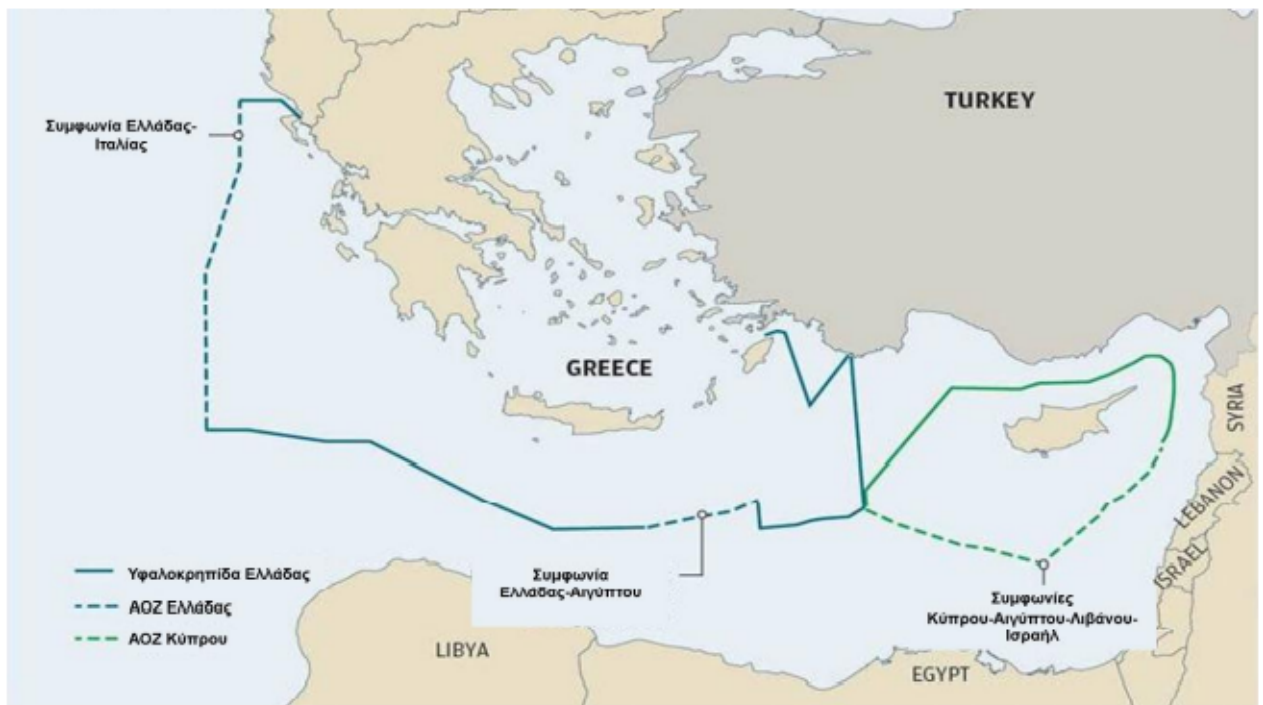 TURKEY
Συμφωνία Ελλάδας-
Ιταλίας
GREECE
SYRIA
LEBANON
ISRAEL
Υφαλοκρηπίδα Ελλάδας
ΑΟΖ Ελλάδας
ΑΟΖ Κύπρου
Συμφωνία
Ελλάδας-Αιγύπτου
Συμφωνίες
Κύπρου-Αιγύπτου-Λιβάνου-
Ισραήλ
LIBYA
EGYPT